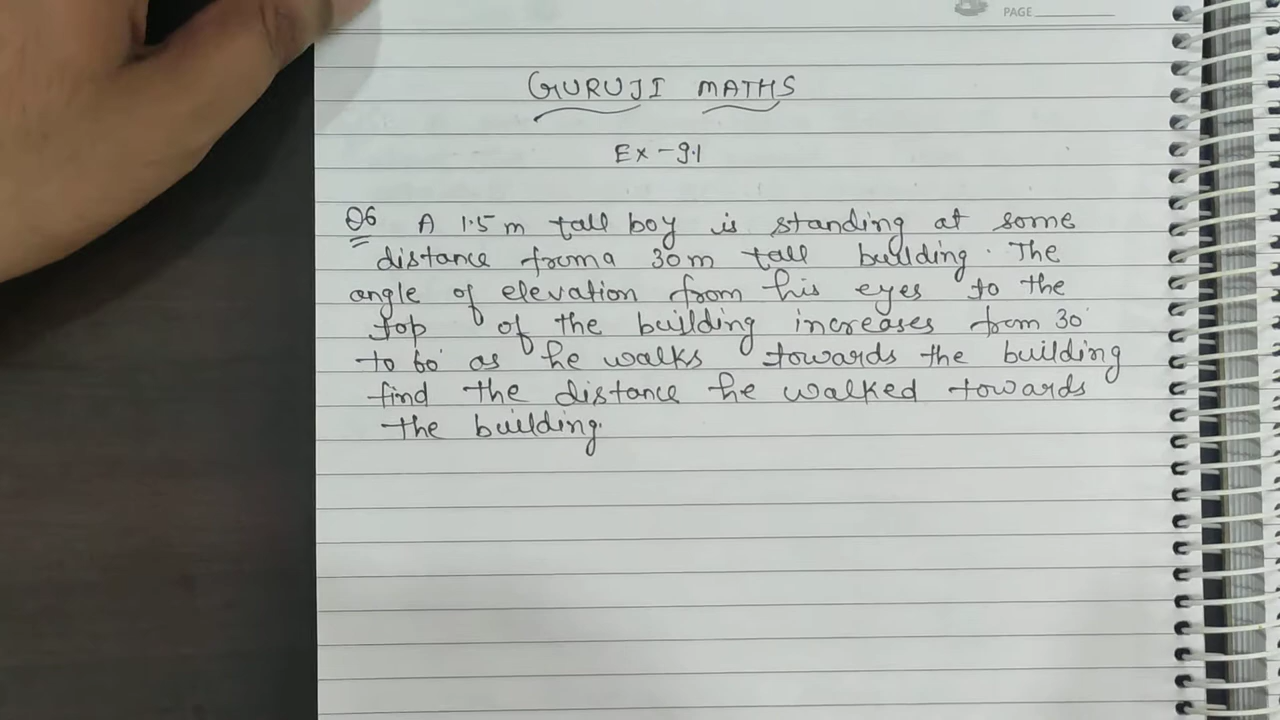 PAGE
GURUJI MATHS
Ex - 9.1
Q6 A 1.5 m tall boy is standing at some
distance from a 30 m tall building. The
angle of elevation from his eyes to the
top of the building increases from 30°
to 60° as he walks towards the building
find the distance he walked towards
the building.